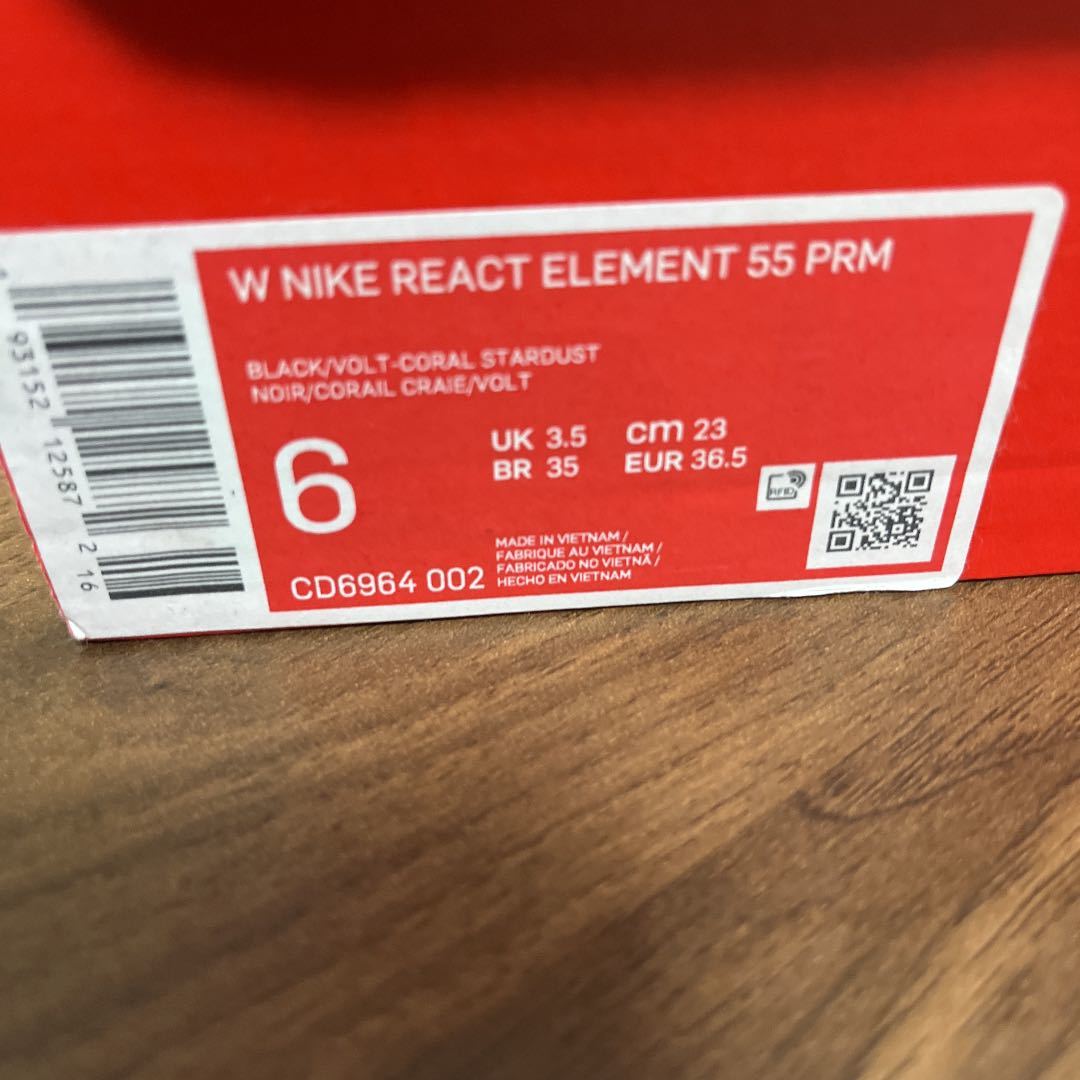 W NIKE REACT ELEMENT 55 PRM
BLACK/VOLT-CORAL STARDUST
NOIR/CORAIL CRAIE/VOLT
6
UK 3.5 cm 23
BR 35 EUR 36.5
RFID
MADE IN VIETNAM /
FABRIQUE AU VIETNAM /
FABRICADO NO VIETNÃ /
HECHO EN VIETNAM
CD6964 002
93152 12587 2 16